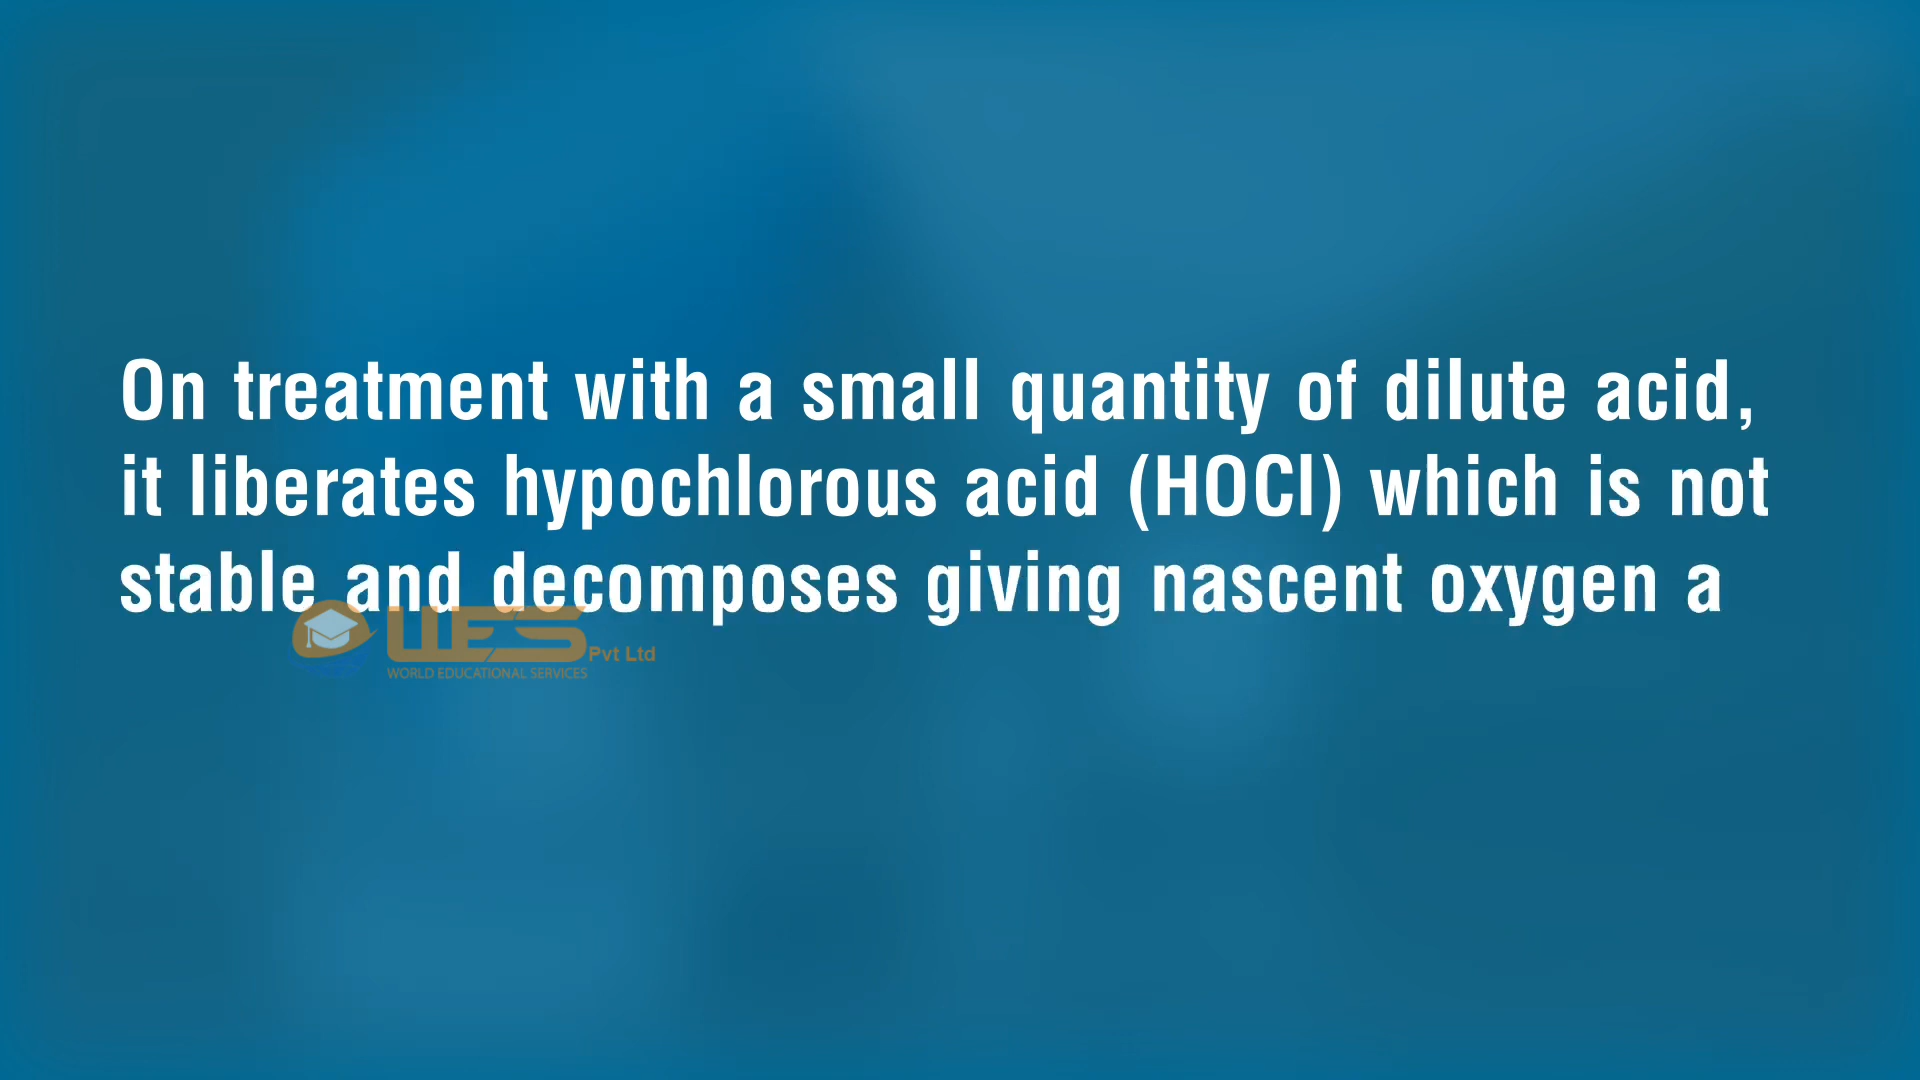 On treatment with a small quantity of dilute acid,
it liberates hypochlorous acid (HOCl) which is not
stable and decomposes giving nascent oxygen a
WES Pvt Ltd
WORLD EDUCATIONAL SERVICES